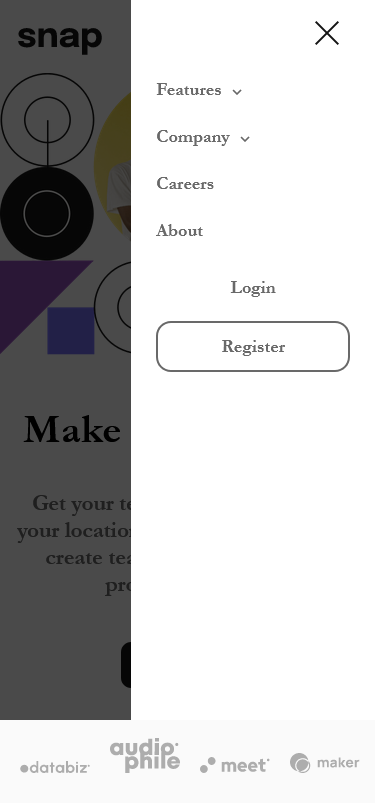 snap
Features
Company
Careers
About
Login
Register
Make
Get your te
your location
create tea
pro
databiz
audiophile
meet
maker